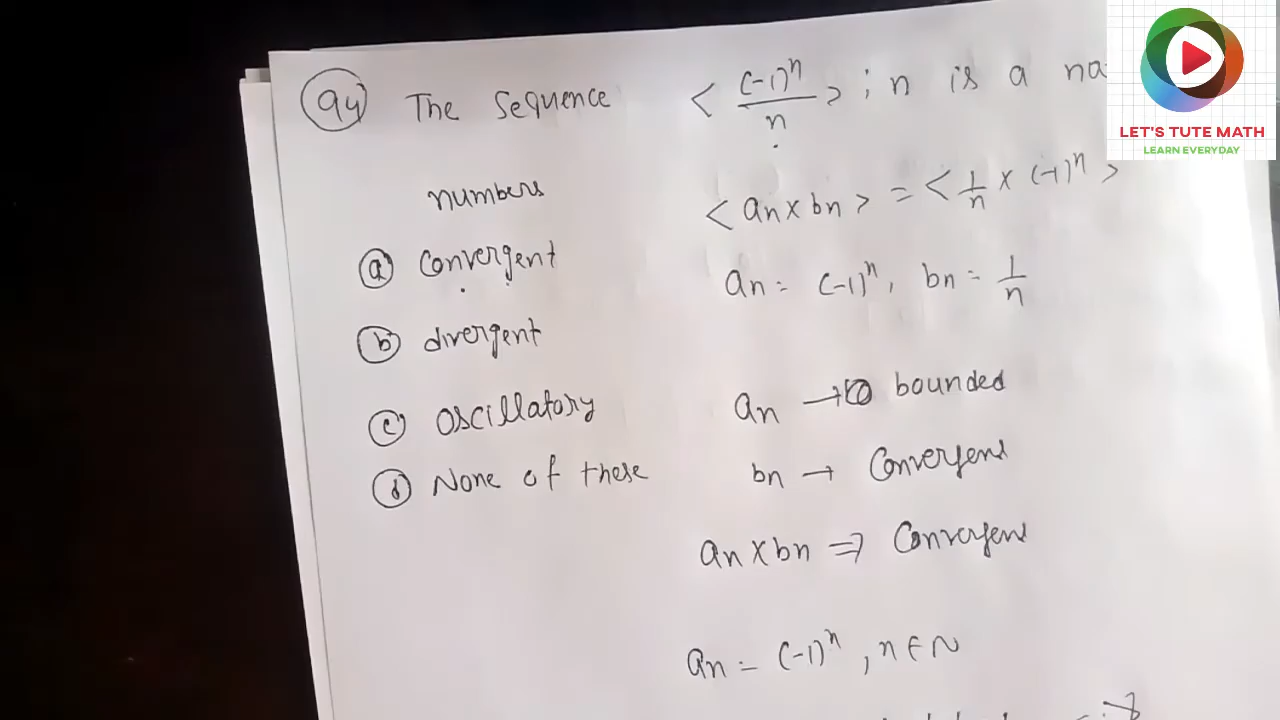 94 The Sequence < (-1)^n / n > ; n is a na
numbers
< an x bn > = < 1/n x (-1)^n >
(a) Convergent
an = (-1)^n, bn = 1/n
(b) divergent
(c) Oscillatory
an → bounded
(d) None of these
bn → Convergent
an x bn ⇒ Convergent
an = (-1)^n, n ∈ N
LET'S TUTE MATH
LEARN EVERYDAY